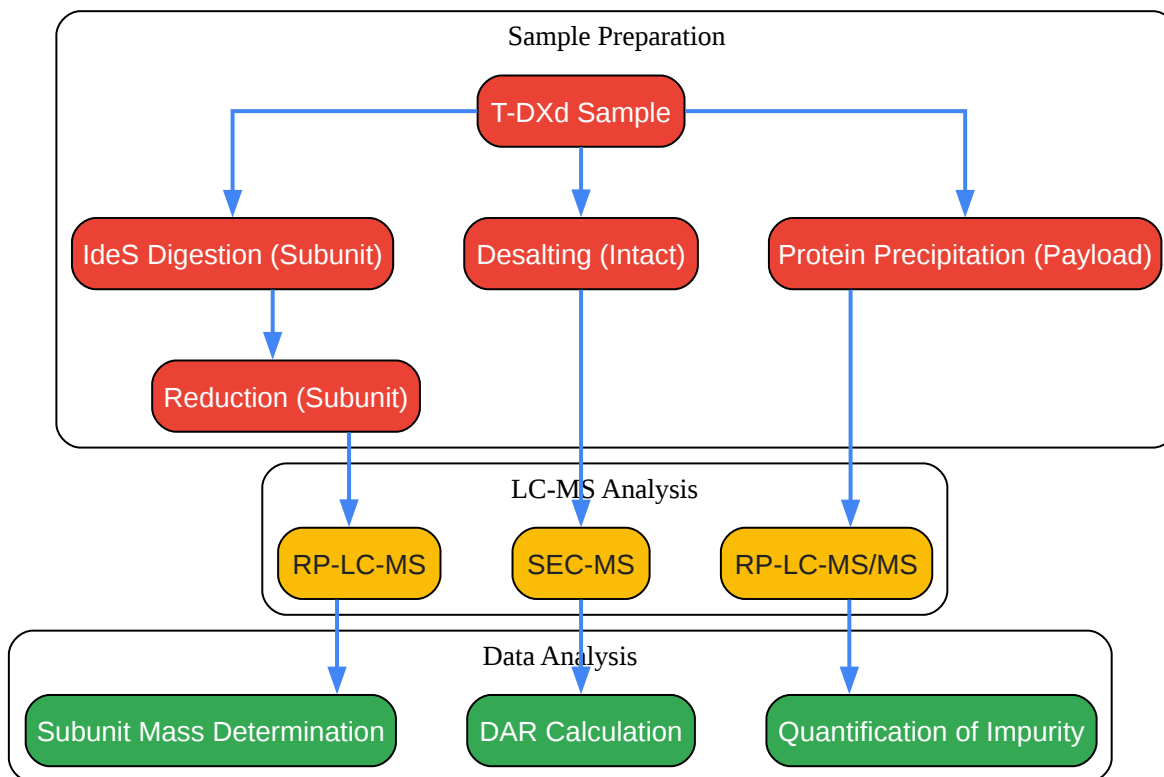 Sample Preparation
T-DXd Sample
IdeS Digestion (Subunit)
Desalting (Intact)
Protein Precipitation (Payload)
Reduction (Subunit)
LC-MS Analysis
RP-LC-MS
SEC-MS
RP-LC-MS/MS
Data Analysis
Subunit Mass Determination
DAR Calculation
Quantification of Impurity